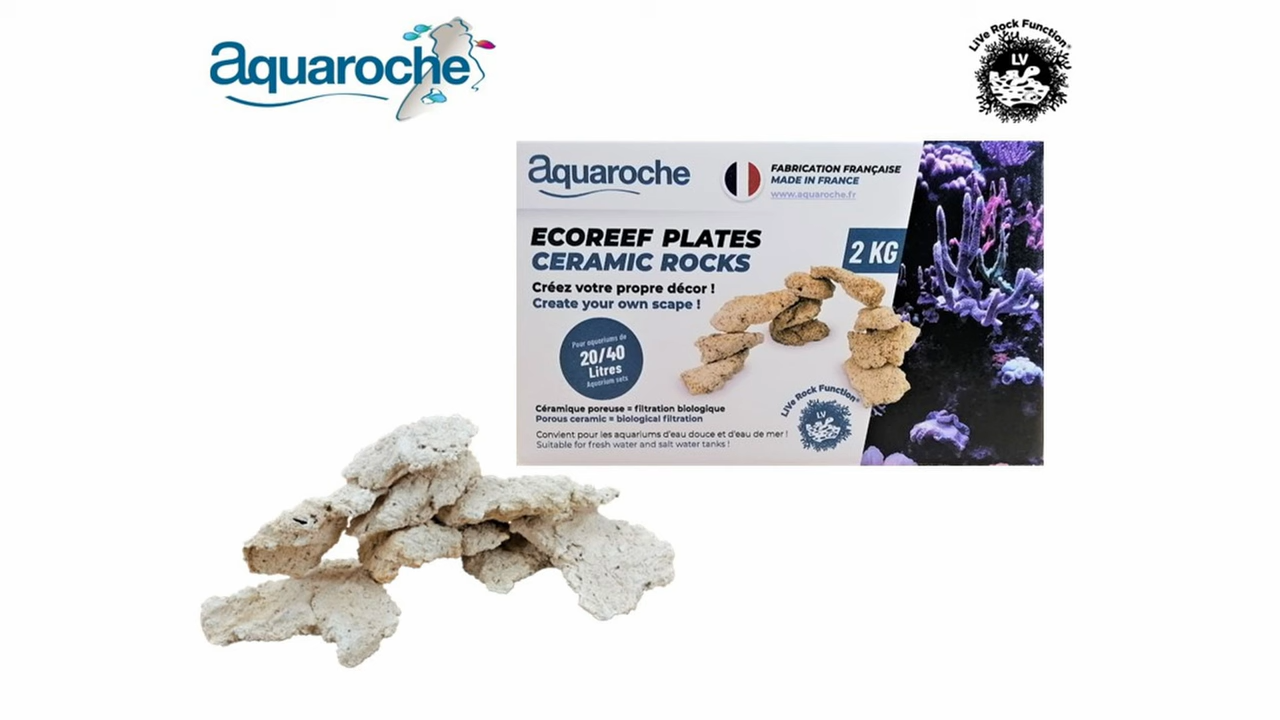 aquaroche
LIVe Rock Function®
LV
aquaroche
FABRICATION FRANÇAISE
MADE IN FRANCE
www.aquaroche.fr
ECOREEF PLATES
CERAMIC ROCKS
2 KG
Créez votre propre décor !
Create your own scape !
Pour aquariums de
20/40
Litres
Aquarium sets
LIVe Rock Function®
LV
Céramique poreuse = filtration biologique
Porous ceramic = biological filtration
Convient pour les aquariums d'eau douce et d'eau de mer !
Suitable for fresh water and salt water tanks !